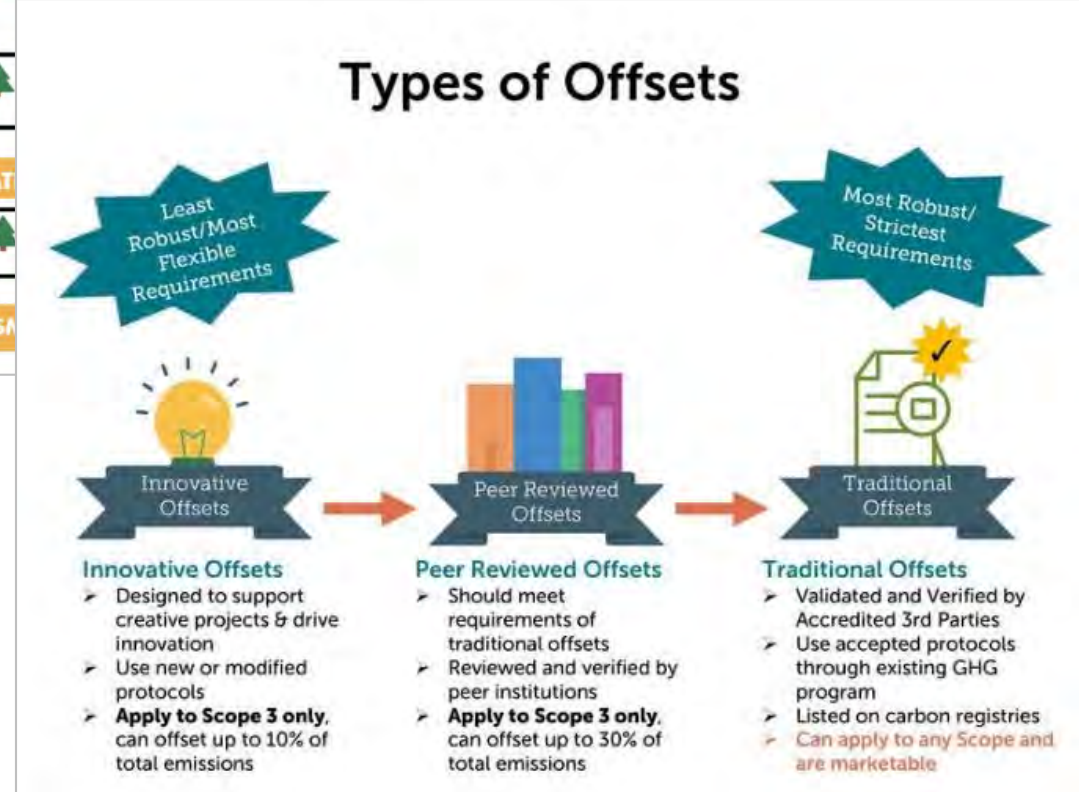 Types of Offsets
Least
Robust/Most
Flexible
Requirements
Most Robust/
Strictest
Requirements
Innovative
Offsets
Peer Reviewed
Offsets
Traditional
Offsets
Innovative Offsets
➢ Designed to support
creative projects & drive
innovation
➢ Use new or modified
protocols
➢ Apply to Scope 3 only,
can offset up to 10% of
total emissions
Peer Reviewed Offsets
➢ Should meet
requirements of
traditional offsets
➢ Reviewed and verified by
peer institutions
➢ Apply to Scope 3 only,
can offset up to 30% of
total emissions
Traditional Offsets
➢ Validated and Verified by
Accredited 3rd Parties
➢ Use accepted protocols
through existing GHG
program
➢ Listed on carbon registries
➢ Can apply to any Scope and
are marketable